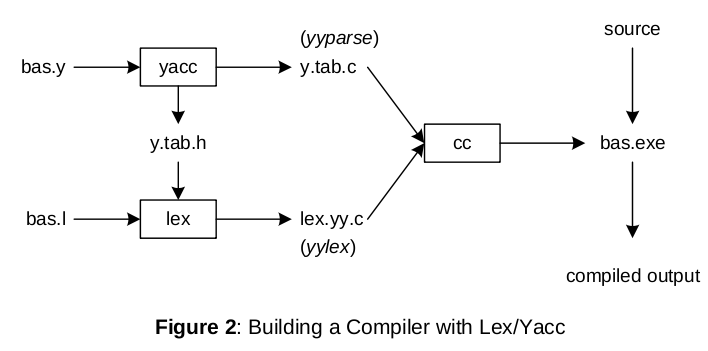 source
(yyparse)
bas.y yacc y.tab.c
y.tab.h cc bas.exe
bas.l lex lex.yy.c
(yylex)
compiled output
Figure 2: Building a Compiler with Lex/Yacc